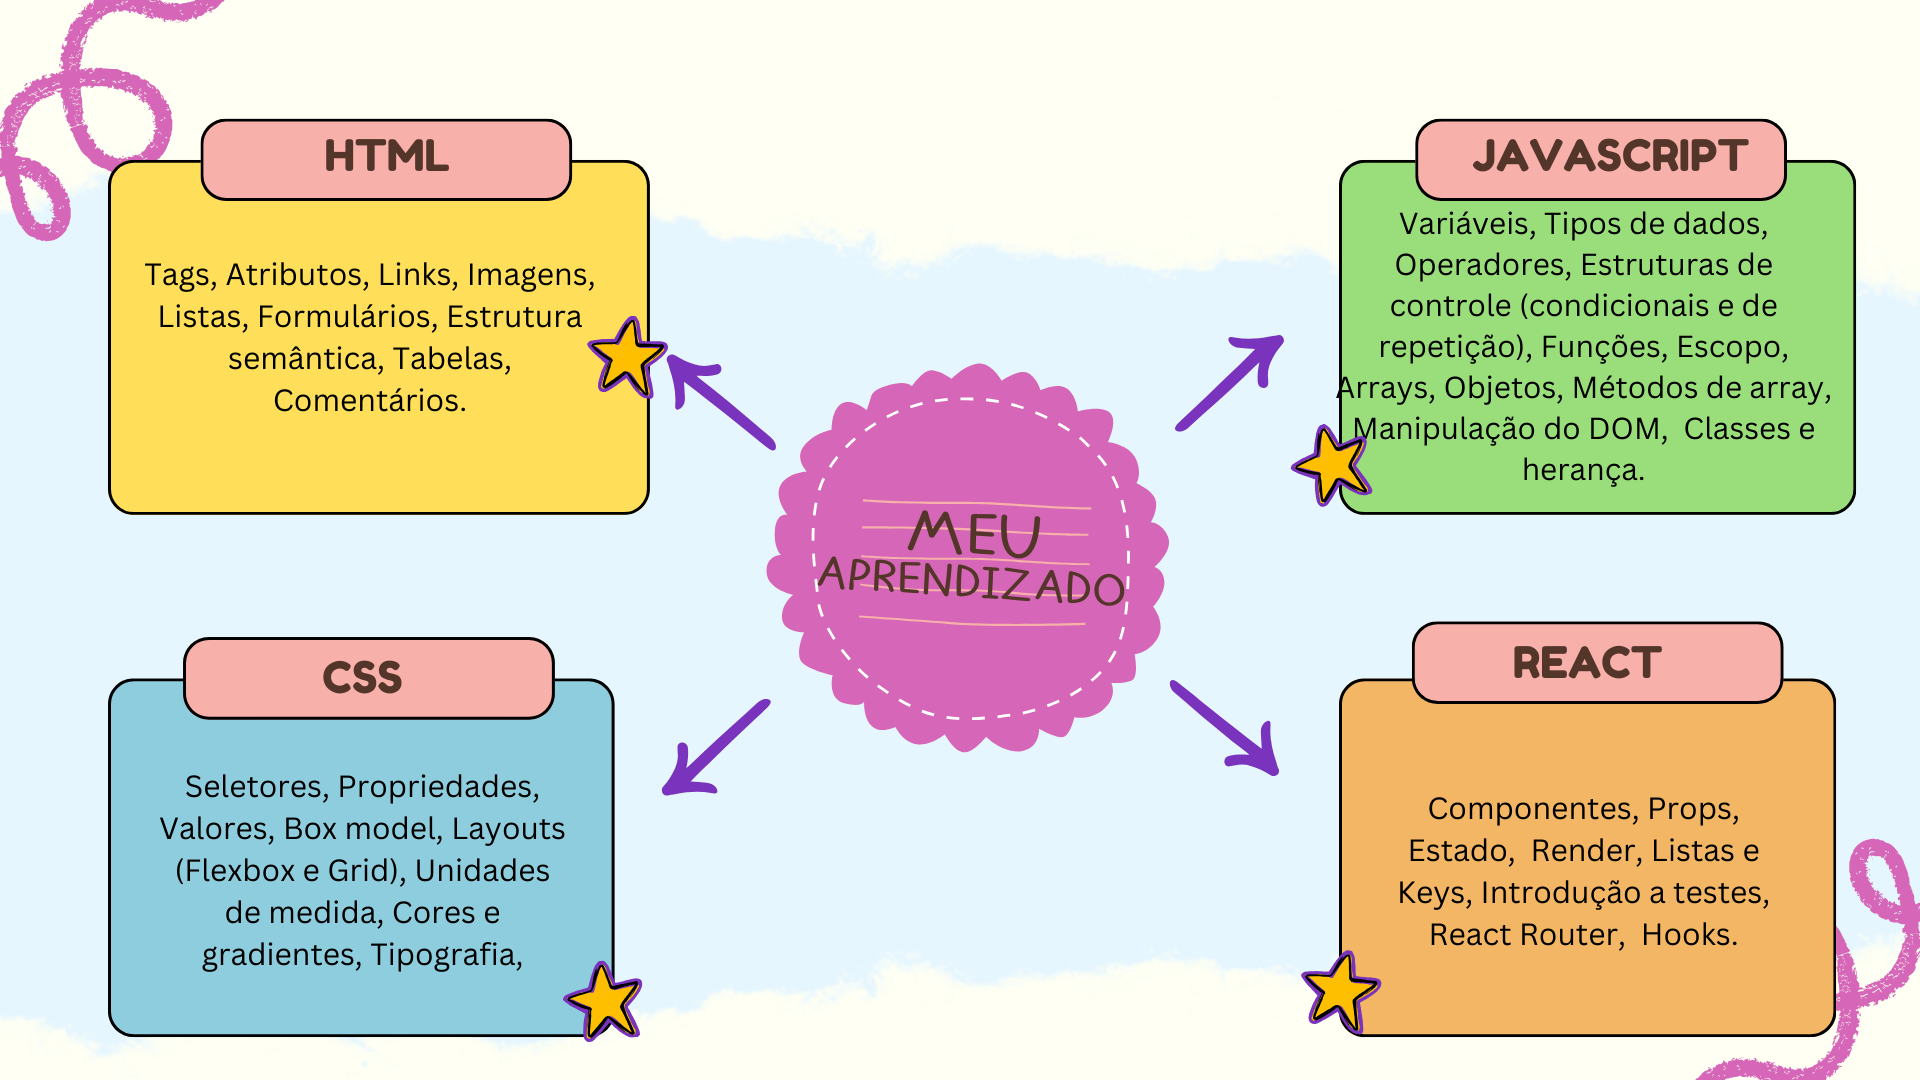 HTML
Tags, Atributos, Links, Imagens,
Listas, Formulários, Estrutura
semântica, Tabelas,
Comentários.
JAVASCRIPT
Variáveis, Tipos de dados,
Operadores, Estruturas de
controle (condicionais e de
repetição), Funções, Escopo,
Arrays, Objetos, Métodos de array,
Manipulação do DOM,  Classes e
herança.
MEU
APRENDIZADO
CSS
Seletores, Propriedades,
Valores, Box model, Layouts
(Flexbox e Grid), Unidades
de medida, Cores e
gradientes, Tipografia,
REACT
Componentes, Props,
Estado,  Render, Listas e
Keys, Introdução a testes,
React Router,  Hooks.